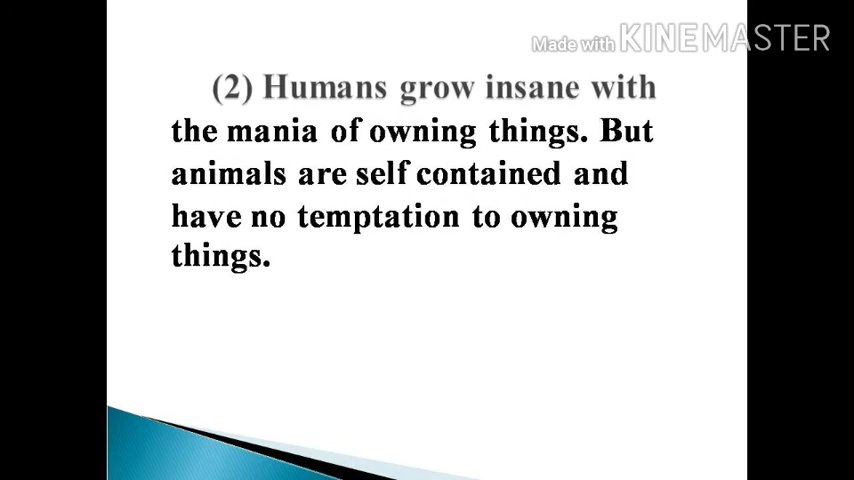 Made with KINEMASTER
(2) Humans grow insane with
the mania of owning things. But
animals are self contained and
have no temptation to owning
things.